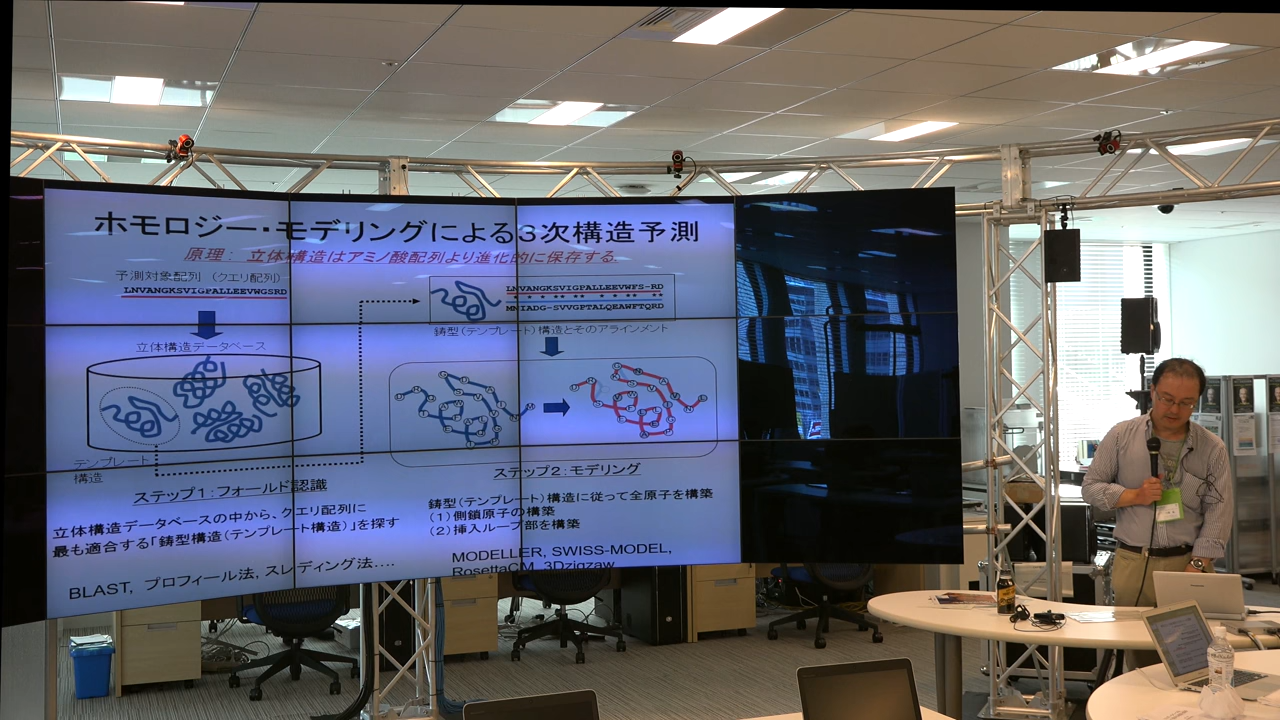 ホモロジー・モデリングによる3次構造予測
原理： 立体構造はアミノ酸配列より進化的に保存する
予測対象配列 （クエリ配列）
LNVANGKSVIGPALLEEVWGSRD
立体構造データベース
テンプレート
構造
ステップ1：フォールド認識
立体構造データベースの中から、クエリ配列に
最も適合する「鋳型構造（テンプレート構造）」を探す
BLAST, プロフィール法, スレディング法….
LNVANGKSVIGPALLEEVWFS-RD
MNIADG-SVVGPTALQEAWFTQRD
鋳型（テンプレート）構造とそのアラインメント
ステップ2：モデリング
鋳型（テンプレート）構造に従って全原子を構築
（1）側鎖原子の構築
（2）挿入ループ部を構築
MODELLER, SWISS-MODEL,
RosettaCM, 3Dzigzaw